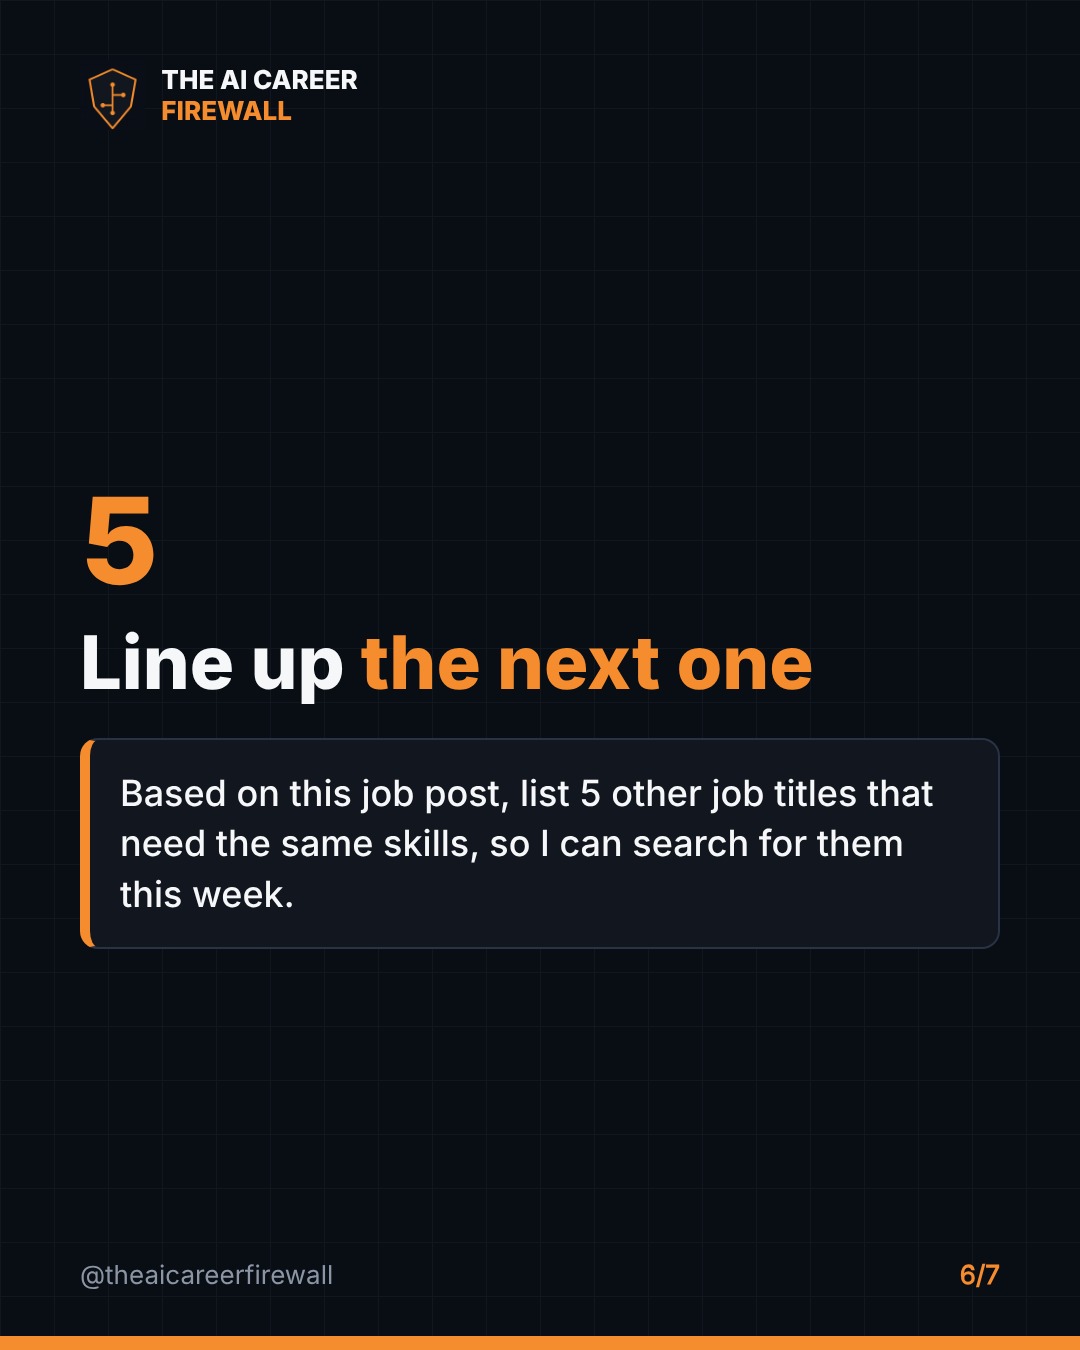 THE AI CAREER
FIREWALL
5
Line up the next one
Based on this job post, list 5 other job titles that
need the same skills, so I can search for them
this week.
@theaicareerfirewall
6/7